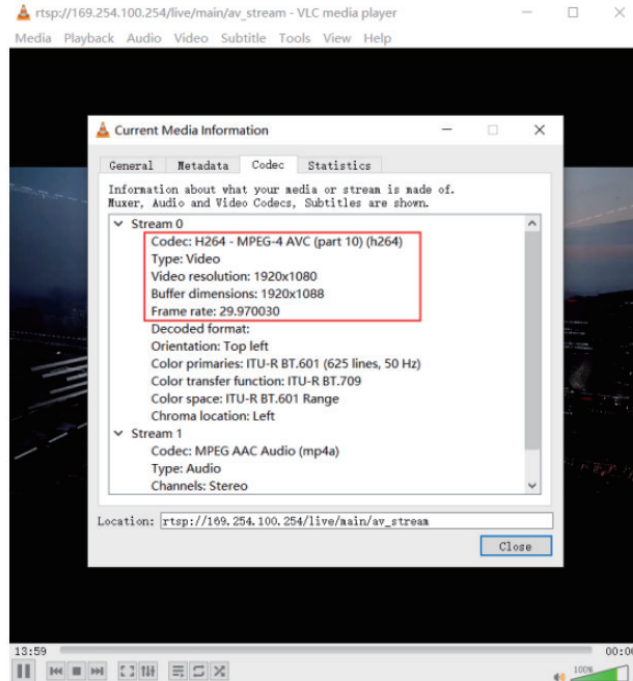 rtsp://169.254.100.254/live/main/av_stream - VLC media player
Media Playback Audio Video Subtitle Tools View Help
Current Media Information
General Metadata Codec Statistics
Information about what your media or stream is made of.
Muxer, Audio and Video Codecs, Subtitles are shown.
Stream 0
Codec: H264 - MPEG-4 AVC (part 10) (h264)
Type: Video
Video resolution: 1920x1080
Buffer dimensions: 1920x1088
Frame rate: 29.970030
Decoded format:
Orientation: Top left
Color primaries: ITU-R BT.601 (625 lines, 50 Hz)
Color transfer function: ITU-R BT.709
Color space: ITU-R BT.601 Range
Chroma location: Left
Stream 1
Codec: MPEG AAC Audio (mp4a)
Type: Audio
Channels: Stereo
Location: rtsp://169.254.100.254/live/main/av_stream
Close
13:59 00:00
100%